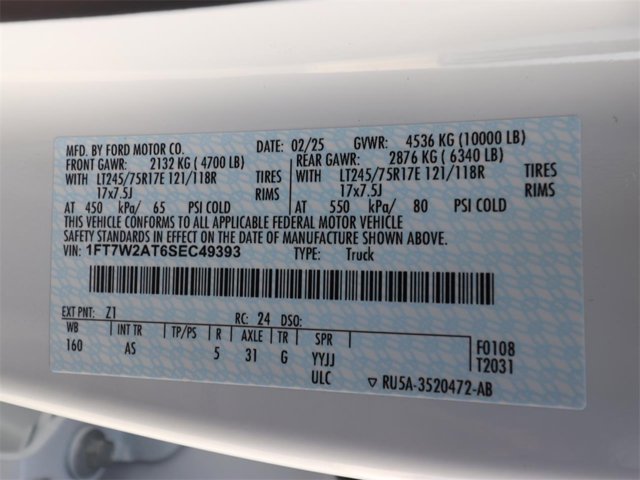 MFD. BY FORD MOTOR CO. DATE: 02/25 GVWR: 4536 KG (10000 LB)
FRONT GAWR: 2132 KG ( 4700 LB) REAR GAWR: 2876 KG ( 6340 LB)
WITH LT245/75R17E 121/118R TIRES WITH LT245/75R17E 121/118R TIRES
17x7.5J RIMS 17x7.5J RIMS
AT 450 kPa/ 65 PSI COLD AT 550 kPa/ 80 PSI COLD
THIS VEHICLE CONFORMS TO ALL APPLICABLE FEDERAL MOTOR VEHICLE
SAFETY STANDARDS IN EFFECT ON THE DATE OF MANUFACTURE SHOWN ABOVE.
VIN: 1FT7W2AT6SEC49393 TYPE: Truck
EXT PNT: Z1 RC: 24 DSO:
WB INT TR TP/PS R AXLE TR SPR F0108
160 AS 5 31 G YYJJ T2031
ULC ▽ RU5A-3520472-AB